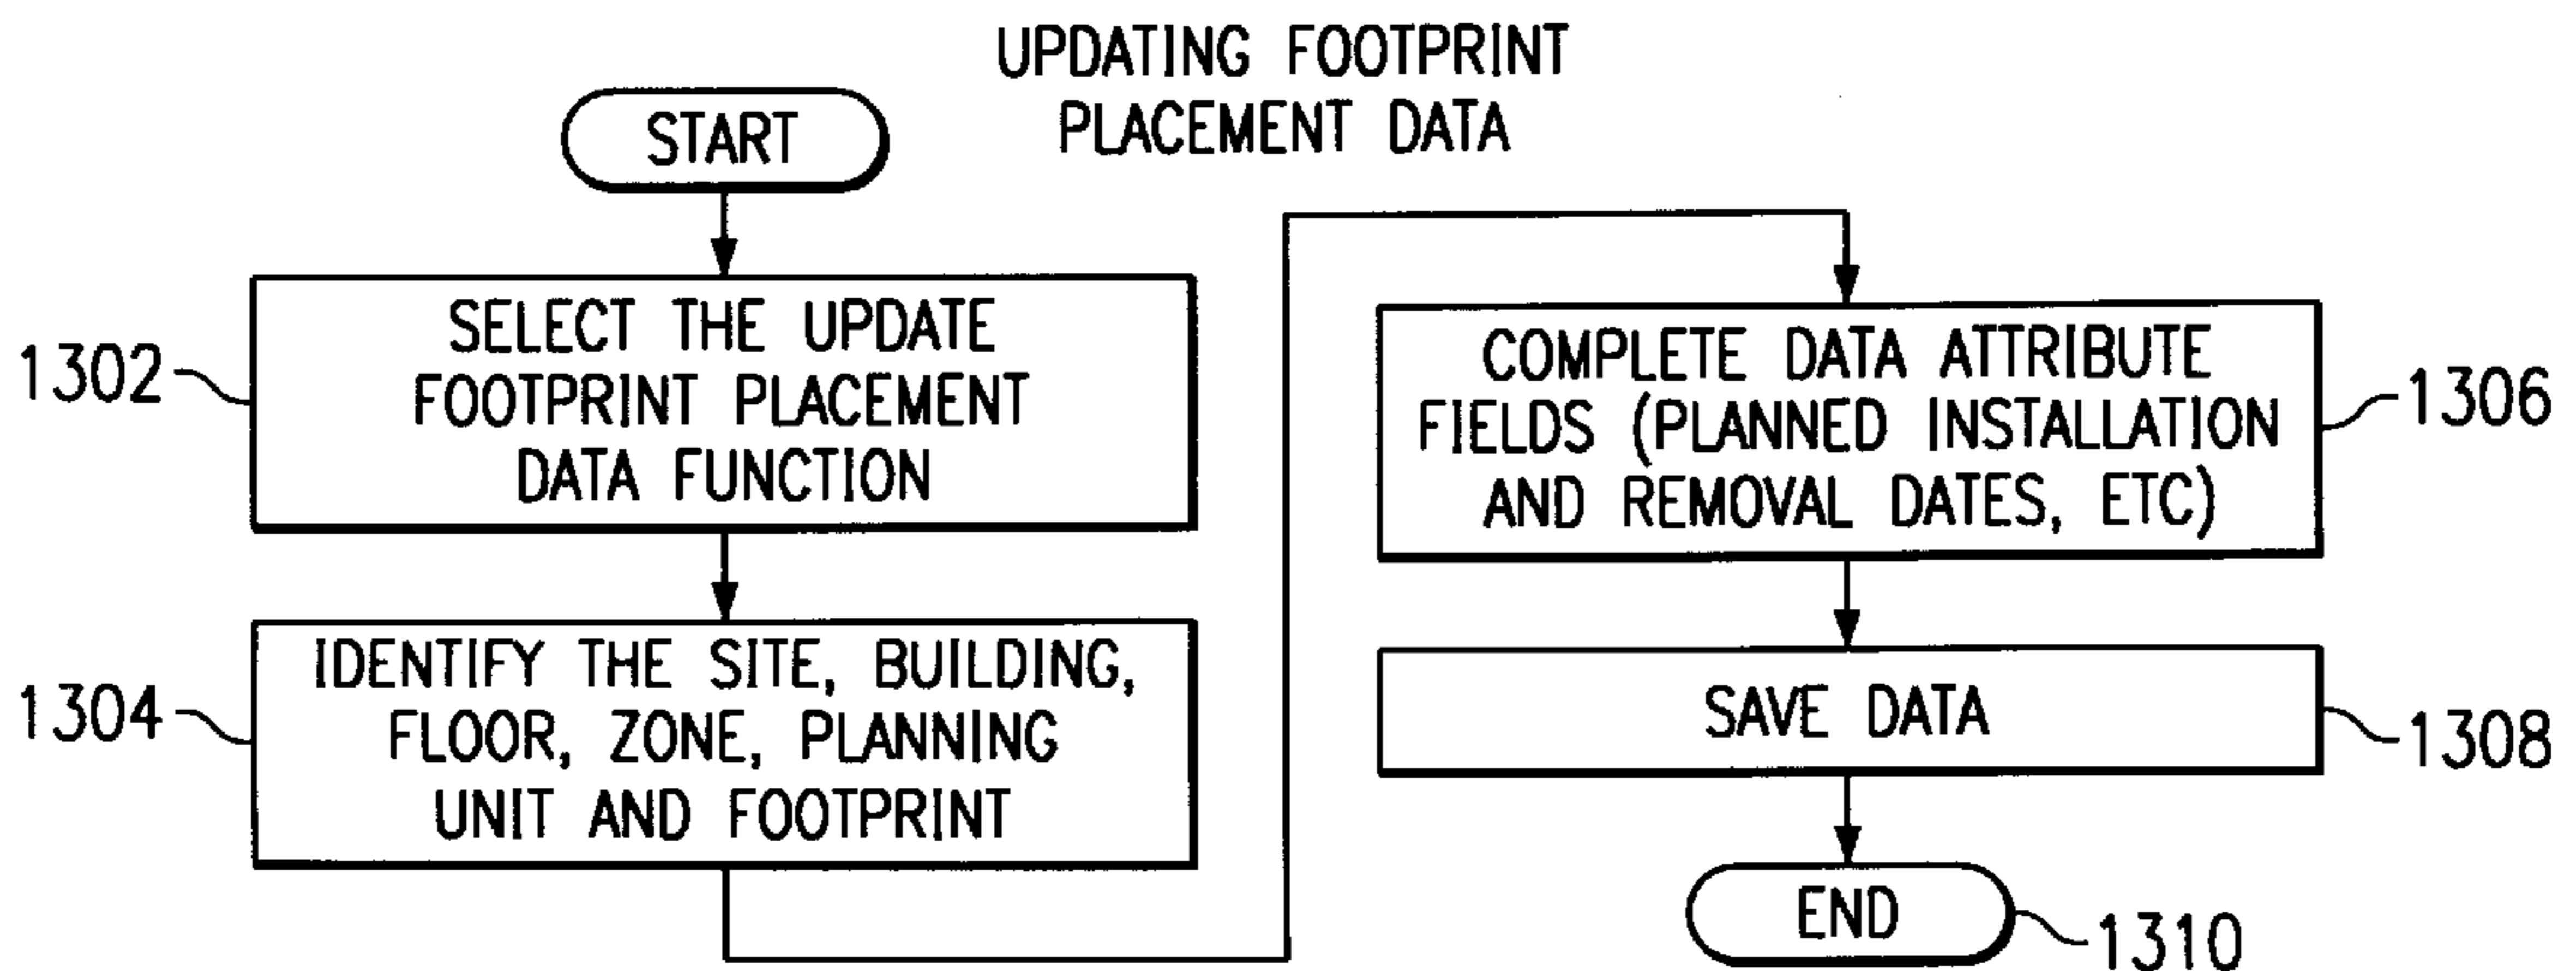 UPDATING FOOTPRINT
PLACEMENT DATA
START
1302
SELECT THE UPDATE
FOOTPRINT PLACEMENT
DATA FUNCTION
1304
IDENTIFY THE SITE, BUILDING,
FLOOR, ZONE, PLANNING
UNIT AND FOOTPRINT
COMPLETE DATA ATTRIBUTE
FIELDS (PLANNED INSTALLATION
AND REMOVAL DATES, ETC)
1306
SAVE DATA
1308
END
1310